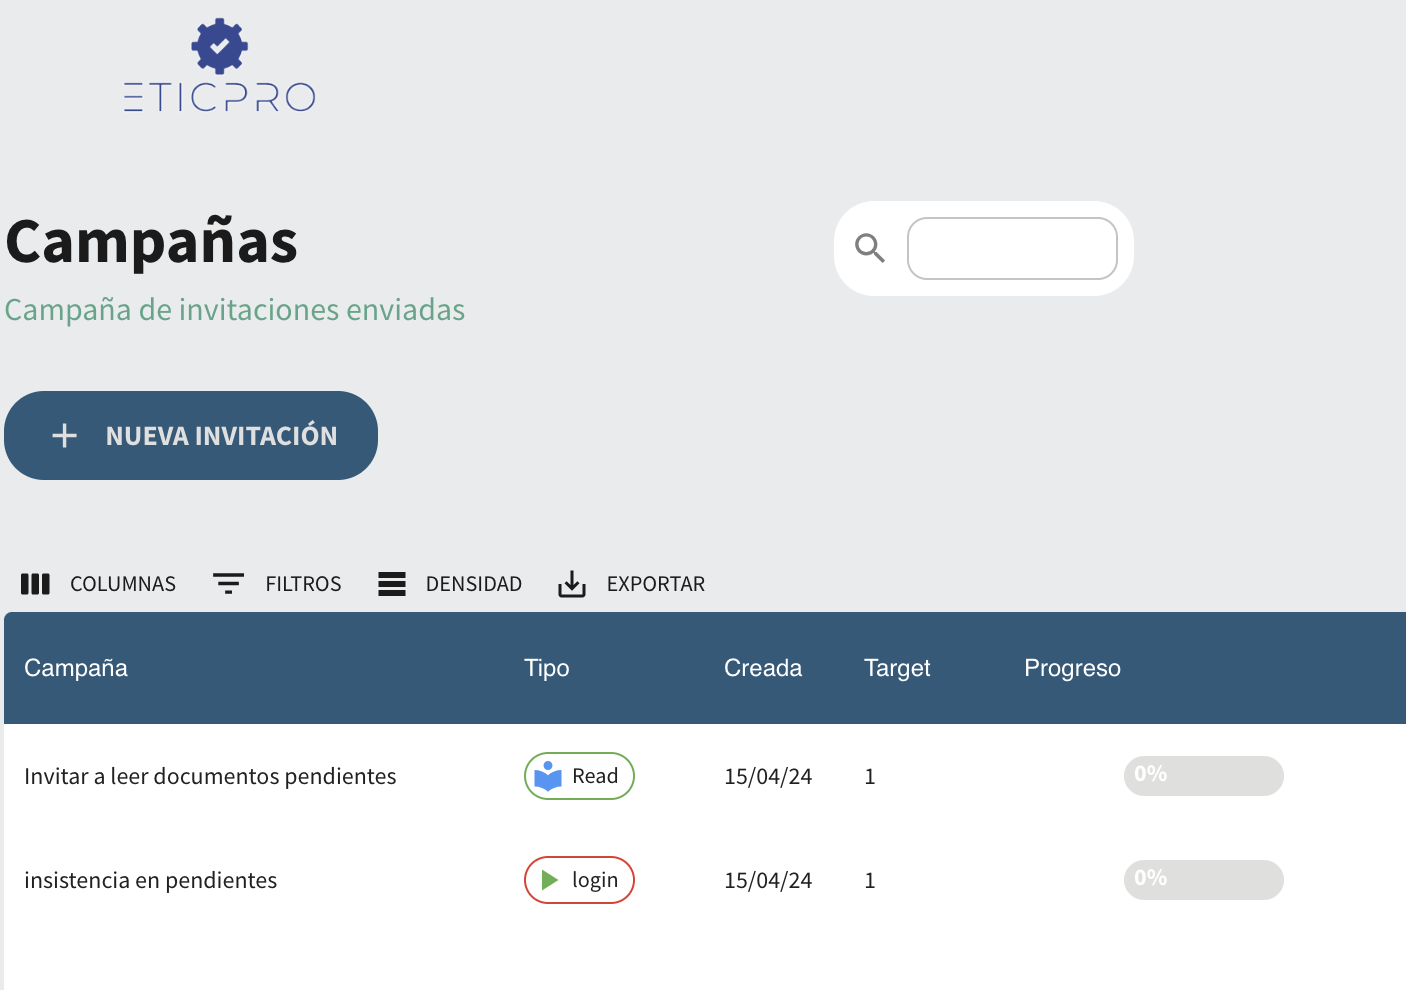 ETICPRO
Campañas
Campaña de invitaciones enviadas
NUEVA INVITACIÓN
COLUMNAS FILTROS DENSIDAD EXPORTAR
Campaña Tipo Creada Target Progreso
Invitar a leer documentos pendientes Read 15/04/24 1 0%
insistencia en pendientes login 15/04/24 1 0%